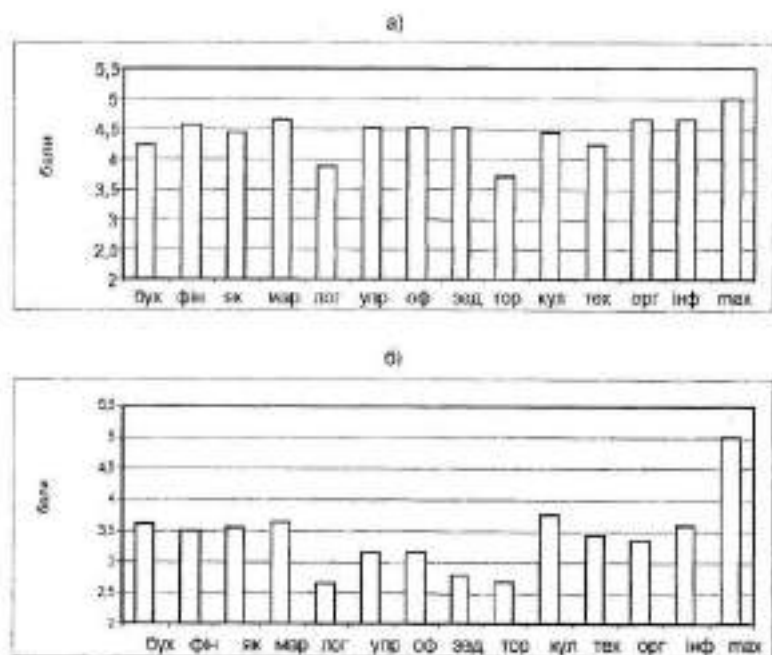 а)
5,5
5
4,5
4
3,5
3
2,5
2
бали
бух фін як мар лог упр оф зед тор кул тех орг інф max
б)
5,5
5
4,5
4
3,5
3
2,5
2
бали
бух фін як мар лог упр оф зед тор кул тех орг інф max